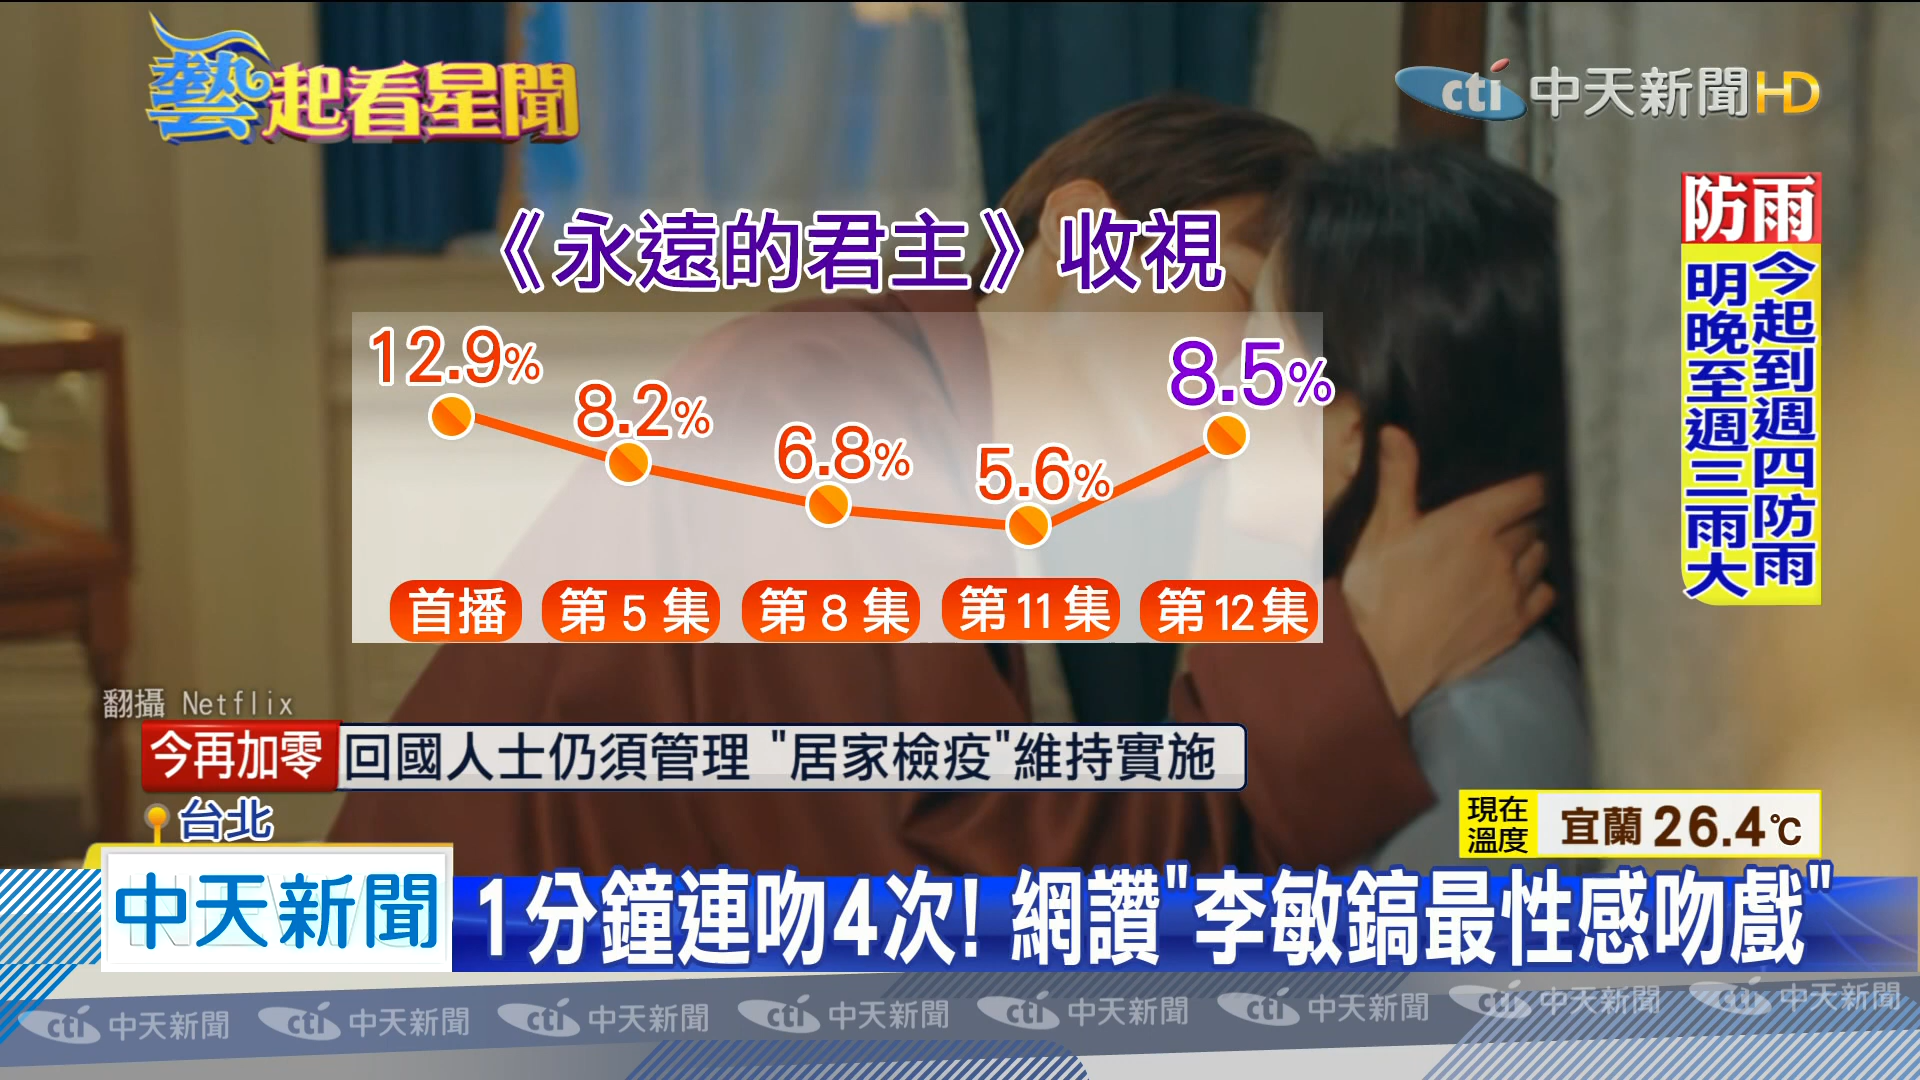 藝起看星聞
cti 中天新聞HD
防雨
今起到週四防雨
明晚至週三雨大
《永遠的君主》收視
12.9%
8.2%
6.8%
5.6%
8.5%
首播
第5集
第8集
第11集
第12集
翻攝 Netflix
今再加零
回國人士仍須管理 "居家檢疫"維持實施
台北
現在溫度
宜蘭 26.4℃
中天新聞
1分鐘連吻4次! 網讚"李敏鎬最性感吻戲"
cti 中天新聞 cti 中天新聞 cti 中天新聞 cti 中天新聞 cti 中天新聞 cti 中天新聞 cti 中天新聞 cti 中天新聞